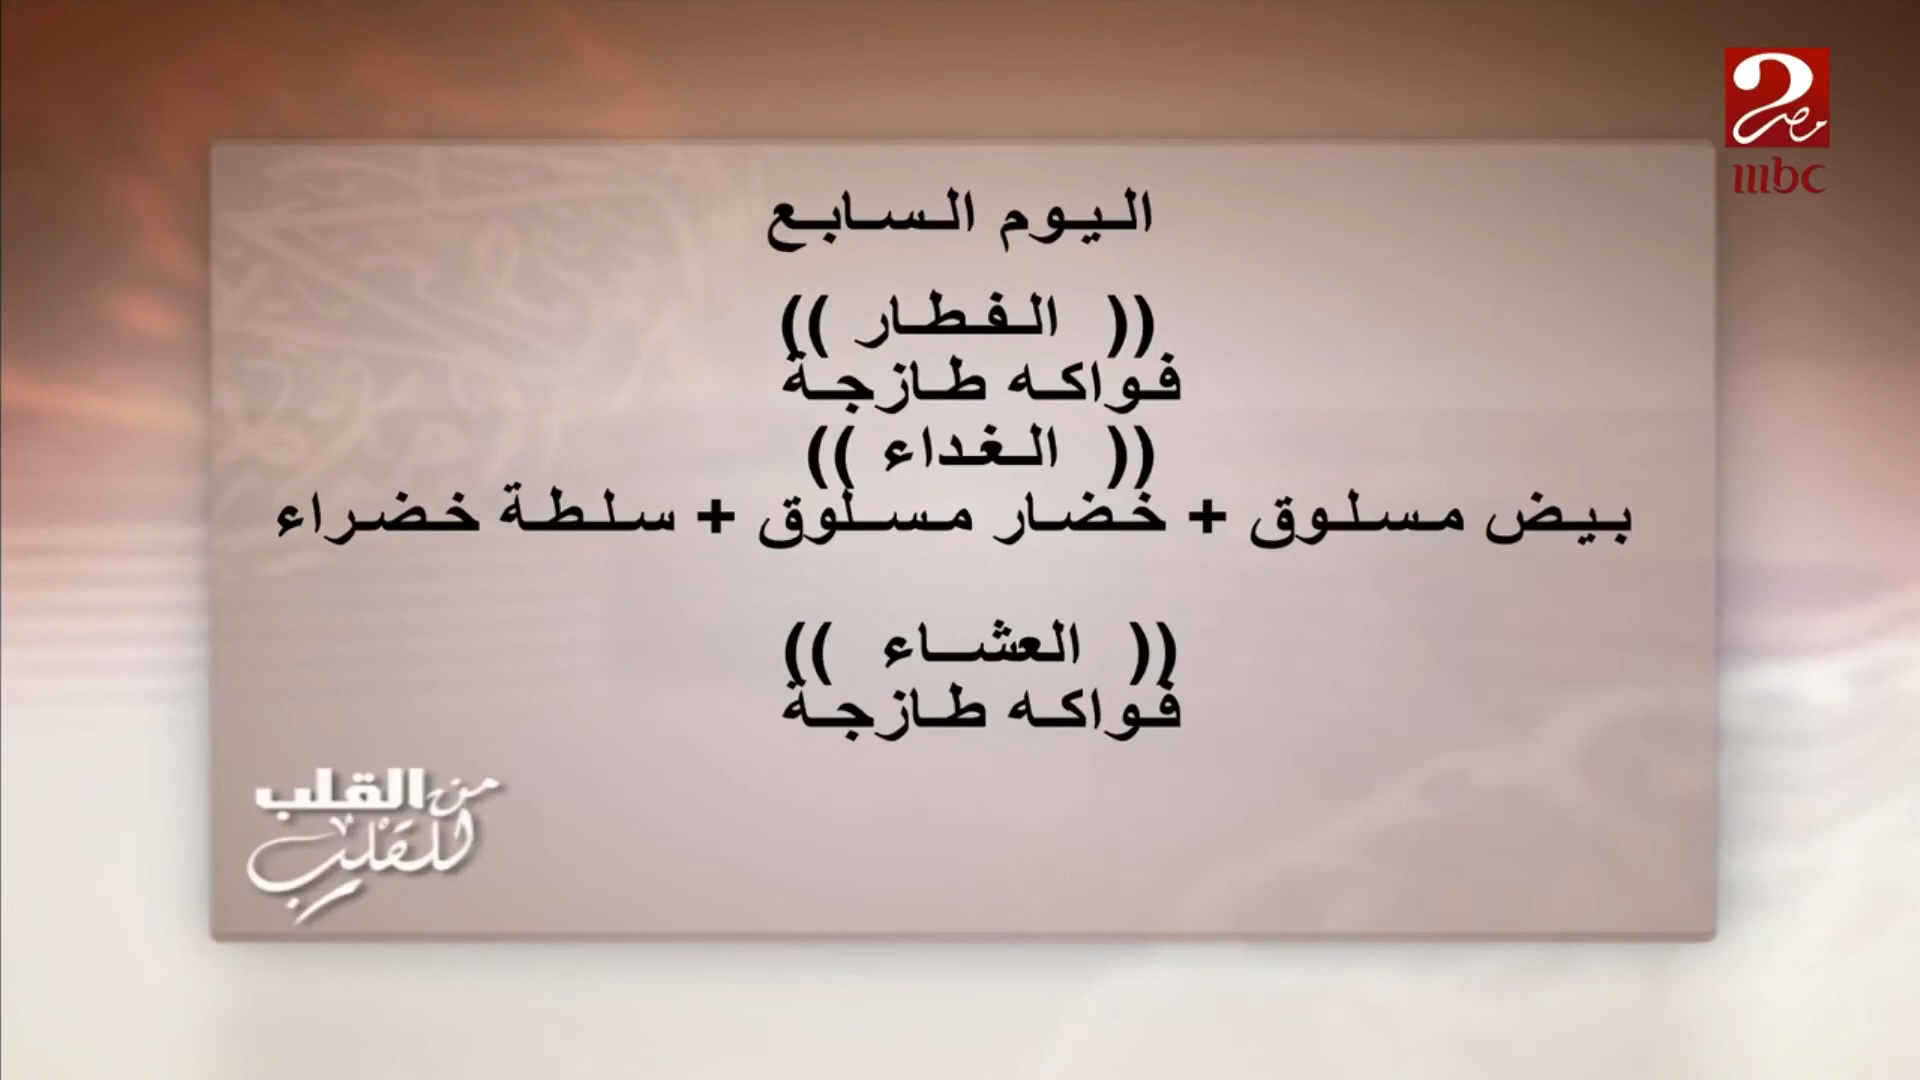 اليوم السابع
(( الفطار ))
فواكه طازجة
(( الغداء ))
بيض مسلوق + خضار مسلوق + سلطة خضراء
(( العشاء ))
فواكه طازجة
من القلب
للقلب
مصر
mbc